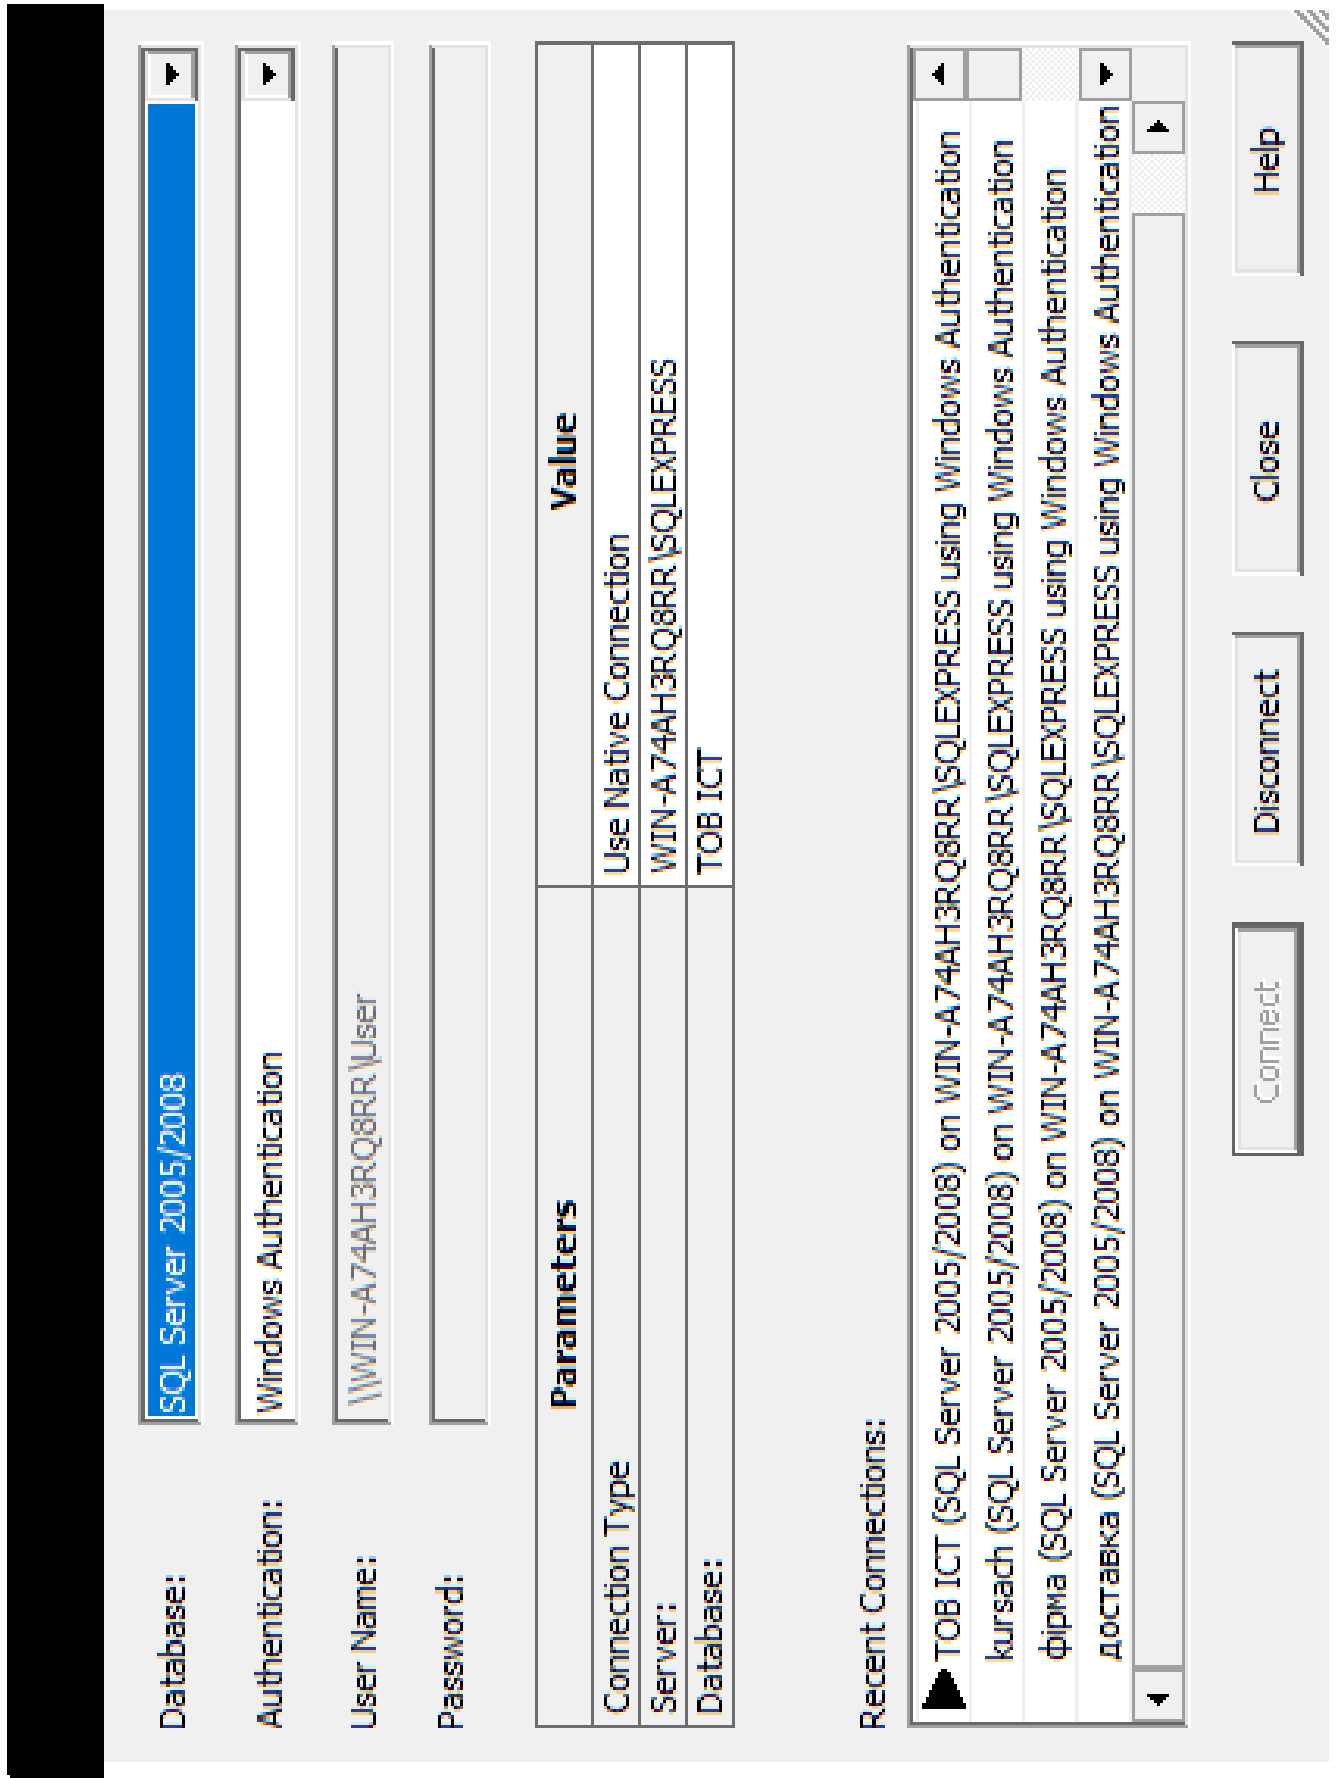 Database: SQL Server 2005/2008
Authentication: Windows Authentication
User Name: \\WIN-A74AH3RQ8RR\User
Password:
Parameters Value
Connection Type Use Native Connection
Server: WIN-A74AH3RQ8RR\SQLEXPRESS
Database: ТОВ ІСТ
Recent Connections:
ТОВ ІСТ (SQL Server 2005/2008) on WIN-A74AH3RQ8RR\SQLEXPRESS using Windows Authentication
kursach (SQL Server 2005/2008) on WIN-A74AH3RQ8RR\SQLEXPRESS using Windows Authentication
фірма (SQL Server 2005/2008) on WIN-A74AH3RQ8RR\SQLEXPRESS using Windows Authentication
доставка (SQL Server 2005/2008) on WIN-A74AH3RQ8RR\SQLEXPRESS using Windows Authentication
Connect Disconnect Close Help